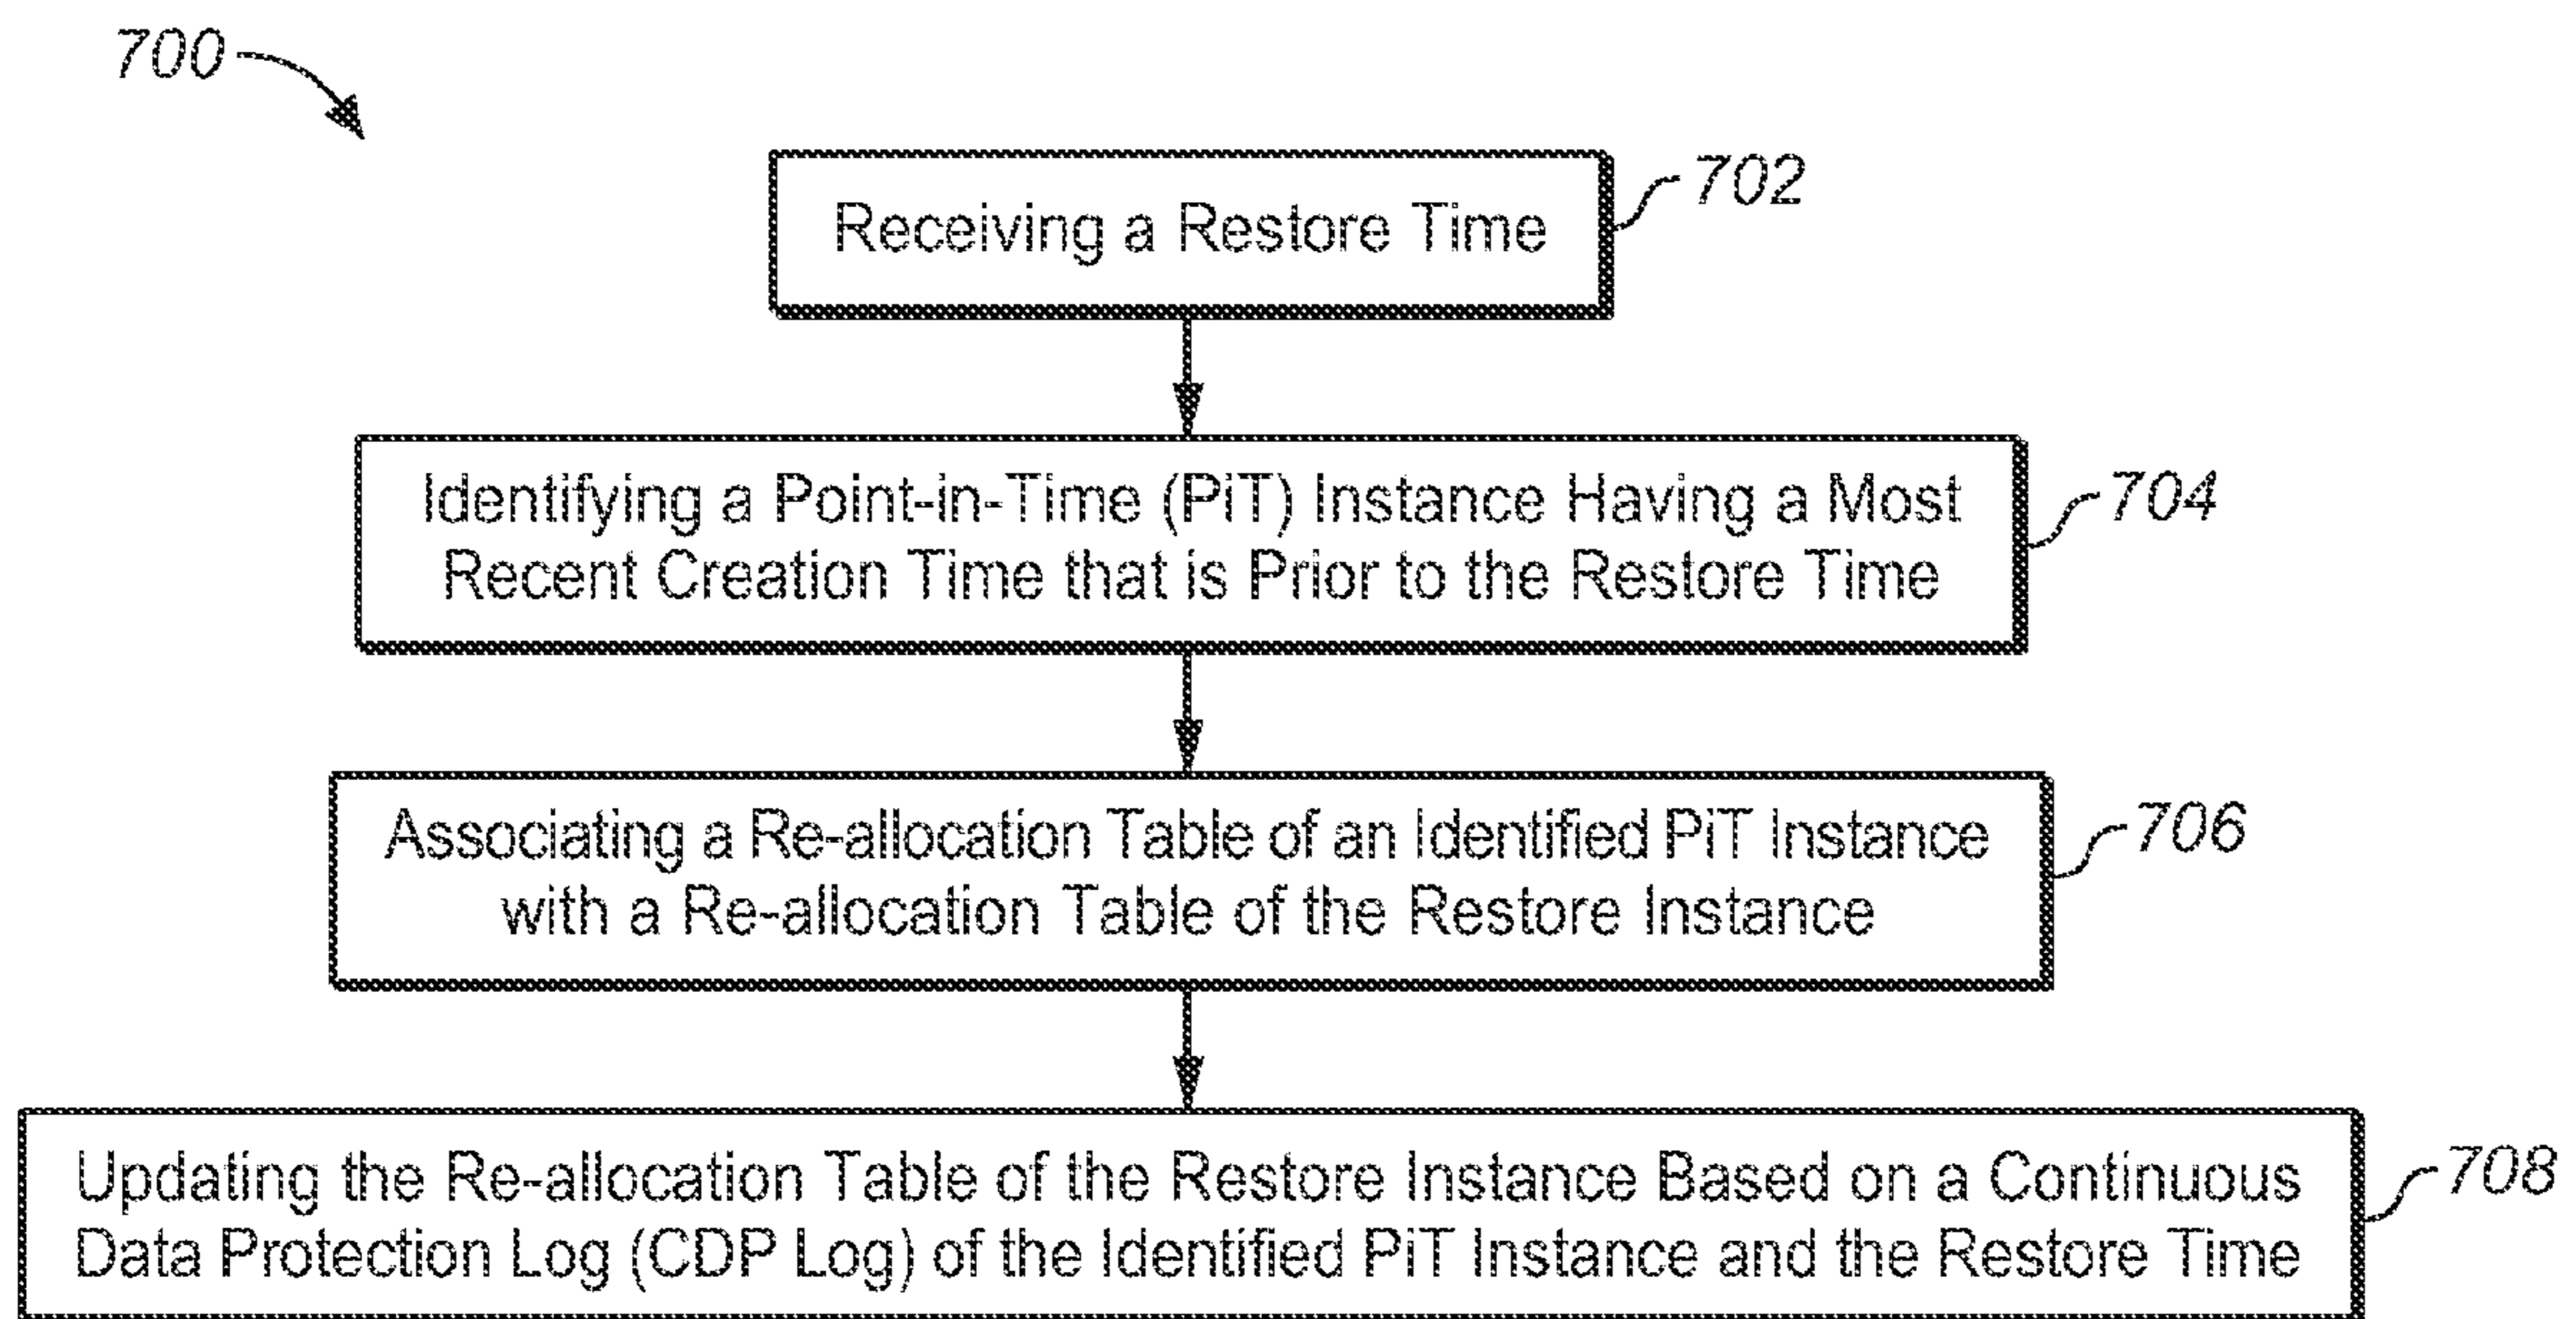 700
Receiving a Restore Time
702
Identifying a Point-in-Time (PiT) Instance Having a Most
Recent Creation Time that is Prior to the Restore Time
704
Associating a Re-allocation Table of an Identified PiT Instance
with a Re-allocation Table of the Restore Instance
706
Updating the Re-allocation Table of the Restore Instance Based on a Continuous
Data Protection Log (CDP Log) of the Identified PiT Instance and the Restore Time
708